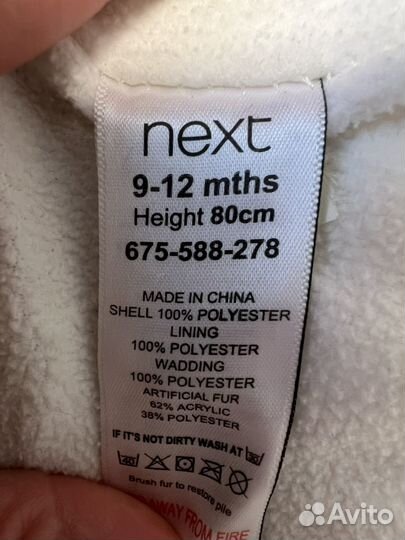 next
9-12 mths
Height 80cm
675-588-278
MADE IN CHINA
SHELL 100% POLYESTER
LINING
100% POLYESTER
WADDING
100% POLYESTER
ARTIFICIAL FUR
62% ACRYLIC
38% POLYESTER
IF IT'S NOT DIRTY WASH AT 30
40
Brush fur to restore pile
AWAY FROM FIRE
Avito